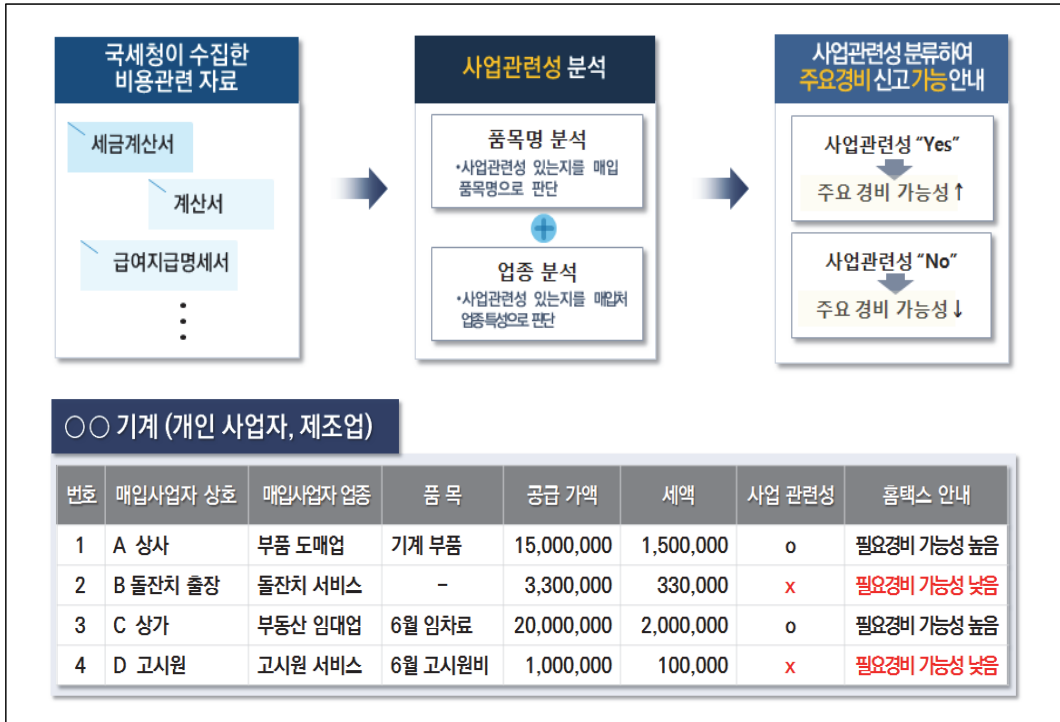 국세청이 수집한
비용관련 자료
세금계산서
계산서
급여지급명세서
사업관련성 분석
품목명 분석
•사업관련성 있는지를 매입
품목명으로 판단
업종 분석
•사업관련성 있는지를 매입처
업종특성으로 판단
사업관련성 분류하여
주요경비 신고 가능 안내
사업관련성 “Yes”
주요 경비 가능성↑
사업관련성 “No”
주요 경비 가능성↓
○○ 기계 (개인 사업자, 제조업)
번호 매입사업자 상호 매입사업자 업종 품 목 공급 가액 세액 사업 관련성 홈택스 안내
1 A 상사 부품 도매업 기계 부품 15,000,000 1,500,000 o 필요경비 가능성 높음
2 B 돌잔치 출장 돌잔치 서비스 - 3,300,000 330,000 x 필요경비 가능성 낮음
3 C 상가 부동산 임대업 6월 임차료 20,000,000 2,000,000 o 필요경비 가능성 높음
4 D 고시원 고시원 서비스 6월 고시원비 1,000,000 100,000 x 필요경비 가능성 낮음